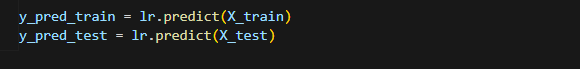 y_pred_train = lr.predict(X_train)
y_pred_test = lr.predict(X_test)